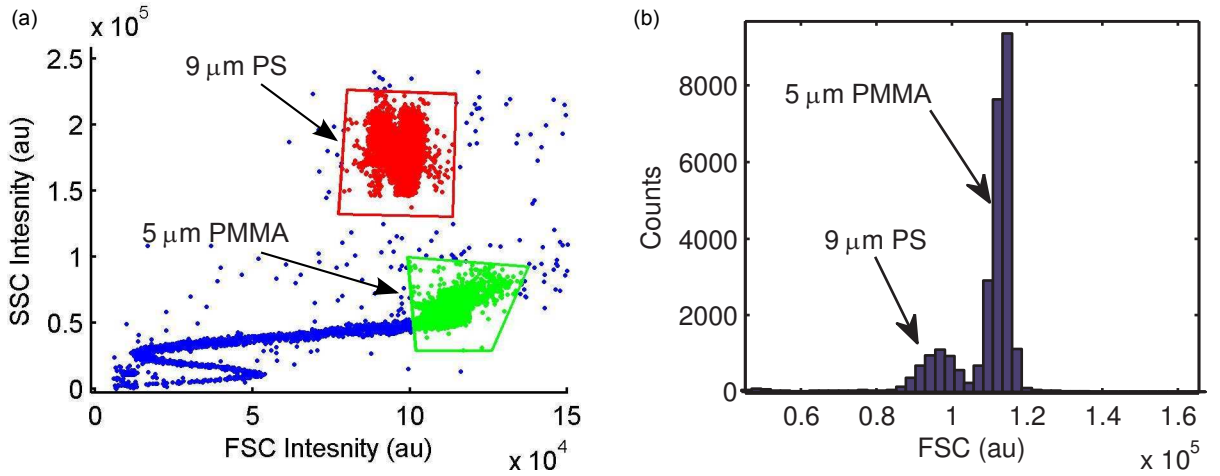 (a)
x 10^5
2.5
2
1.5
1
0.5
0
SSC Intesnity (au)
9 µm PS
5 µm PMMA
0
5
10
15
FSC Intesnity (au)
x 10^4
(b)
8000
6000
4000
2000
0
Counts
5 µm PMMA
9 µm PS
0.6
0.8
1
1.2
1.4
1.6
FSC (au)
x 10^5